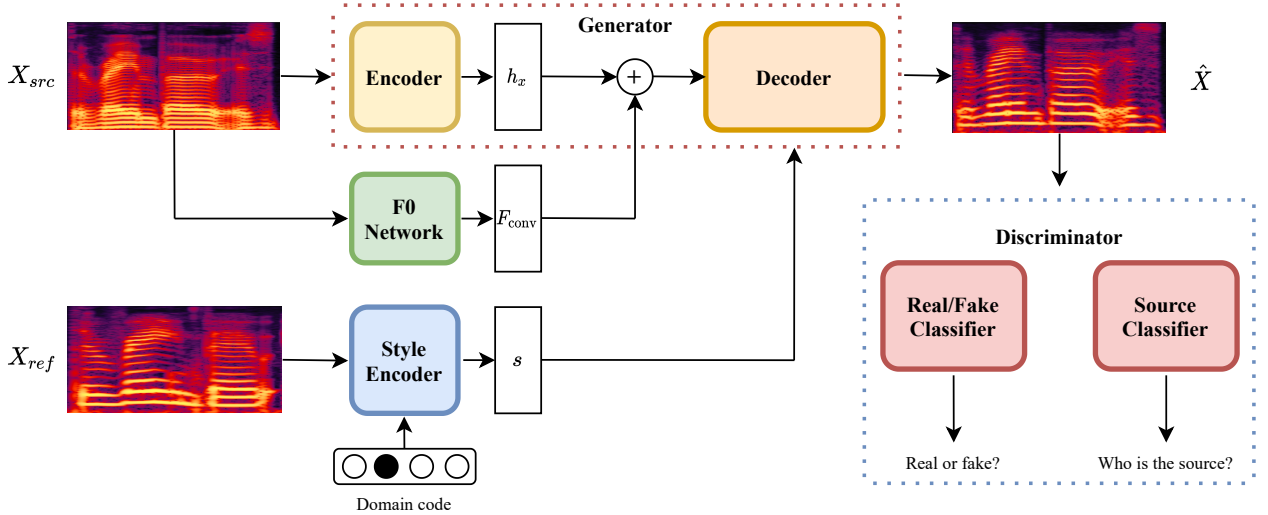 Generator
X_src
Encoder
h_x
+
Decoder
X̂
F0
Network
F_conv
Discriminator
Real/Fake
Classifier
Source
Classifier
X_ref
Style
Encoder
s
Real or fake?
Who is the source?
Domain code